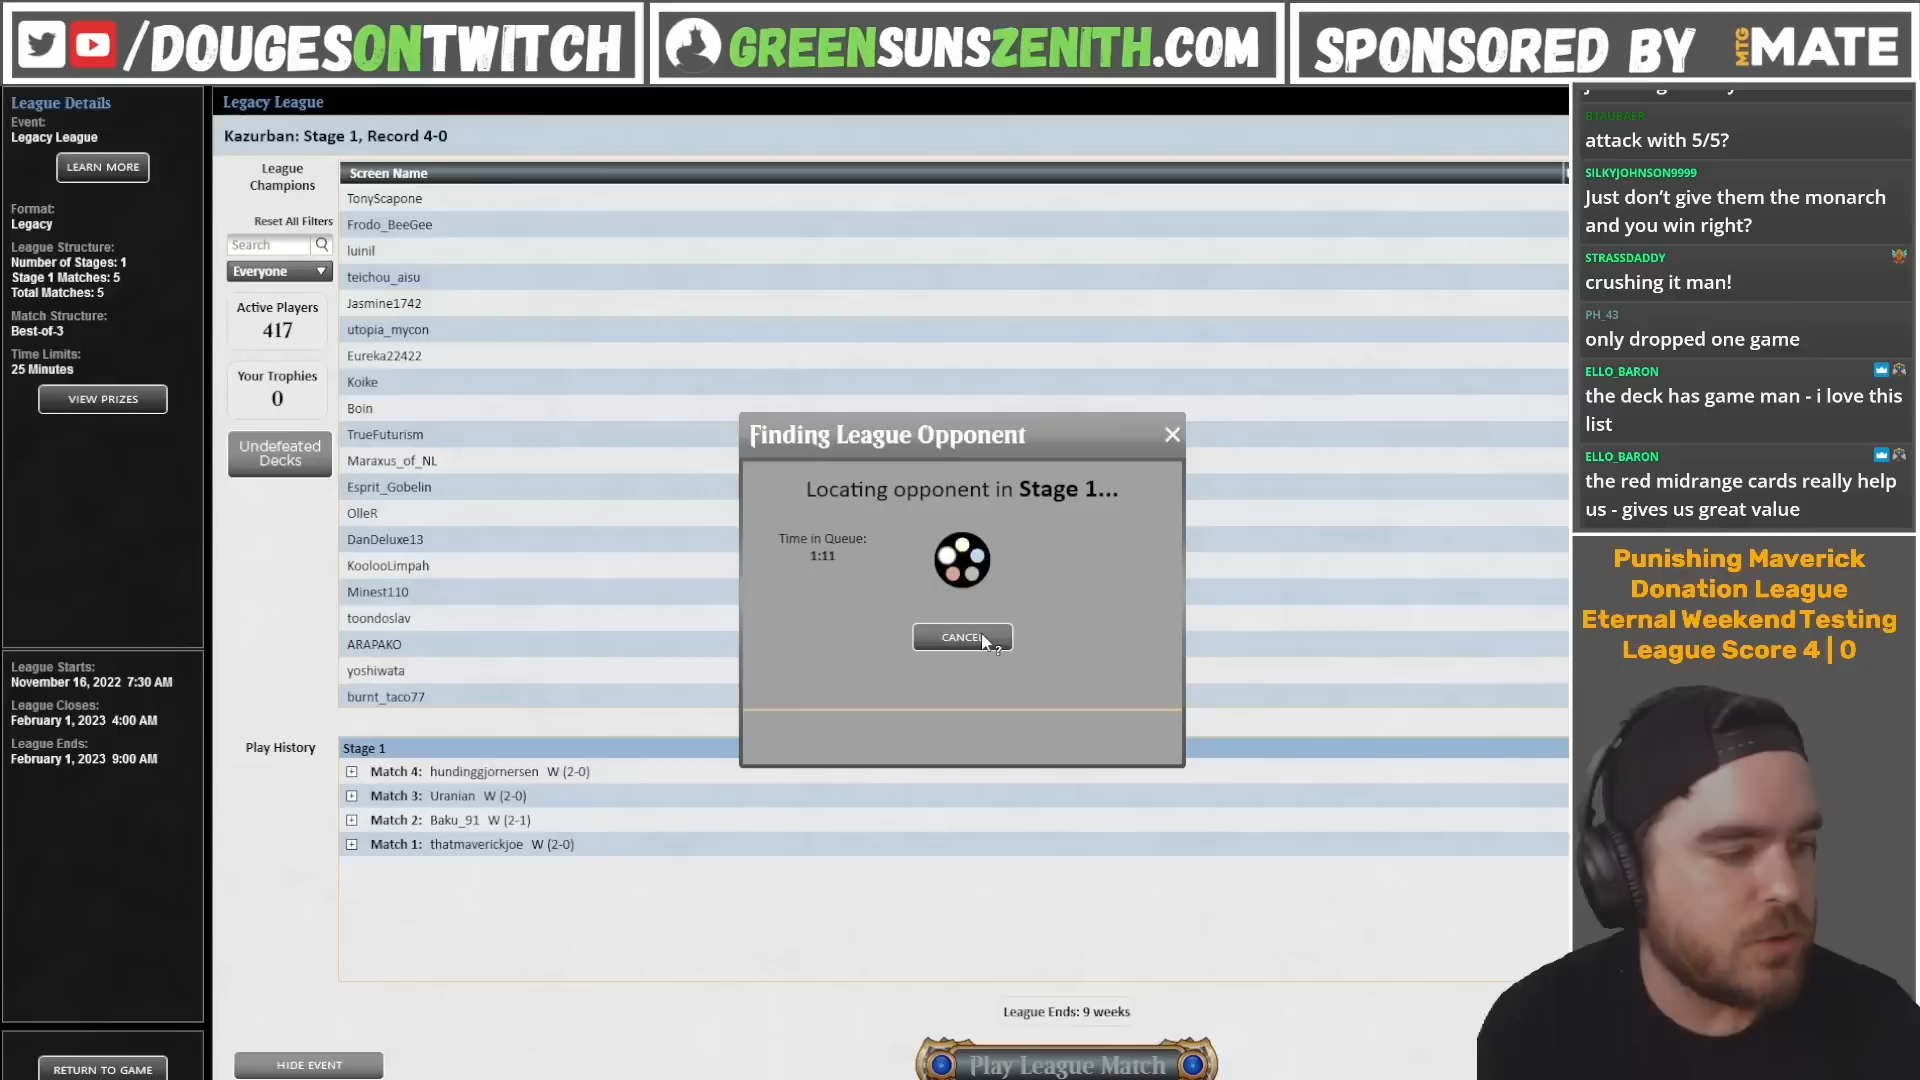 /DOUGESONTWITCH
GREENSUNSZENITH.COM
SPONSORED BY MTG MATE
League Details
Event:
Legacy League
LEARN MORE
Format:
Legacy
League Structure:
Number of Stages: 1
Stage 1 Matches: 5
Total Matches: 5
Match Structure:
Best-of-3
Time Limits:
25 Minutes
VIEW PRIZES
League Starts:
November 16, 2022 7:30 AM
League Closes:
February 1, 2023 4:00 AM
League Ends:
February 1, 2023 9:00 AM
RETURN TO GAME
Legacy League
Kazurban: Stage 1, Record 4-0
League
Champions
Reset All Filters
Search
Everyone
Active Players
417
Your Trophies
0
Undefeated
Decks
Screen Name
TonyScapone
Frodo_BeeGee
luinil
teichou_aisu
Jasmine1742
utopia_mycon
Eureka22422
Koike
Boin
TrueFuturism
Maraxus_of_NL
Esprit_Gobelin
OlleR
DanDeluxe13
KoolooLimpah
Minest110
toondoslav
ARAPAKO
yoshiwata
burnt_taco77
Finding League Opponent
Locating opponent in Stage 1...
Time in Queue:
1:11
CANCEL
Play History
Stage 1
Match 4: hundinggjornersen W (2-0)
Match 3: Uranian W (2-0)
Match 2: Baku_91 W (2-1)
Match 1: thatmaverickjoe W (2-0)
League Ends: 9 weeks
HIDE EVENT
Play League Match
BTAUBAER
attack with 5/5?
SILKYJOHNSON9999
Just don't give them the monarch
and you win right?
STRASSDADDY
crushing it man!
PH_43
only dropped one game
ELLO_BARON
the deck has game man - i love this
list
ELLO_BARON
the red midrange cards really help
us - gives us great value
Punishing Maverick
Donation League
Eternal Weekend Testing
League Score 4 | 0